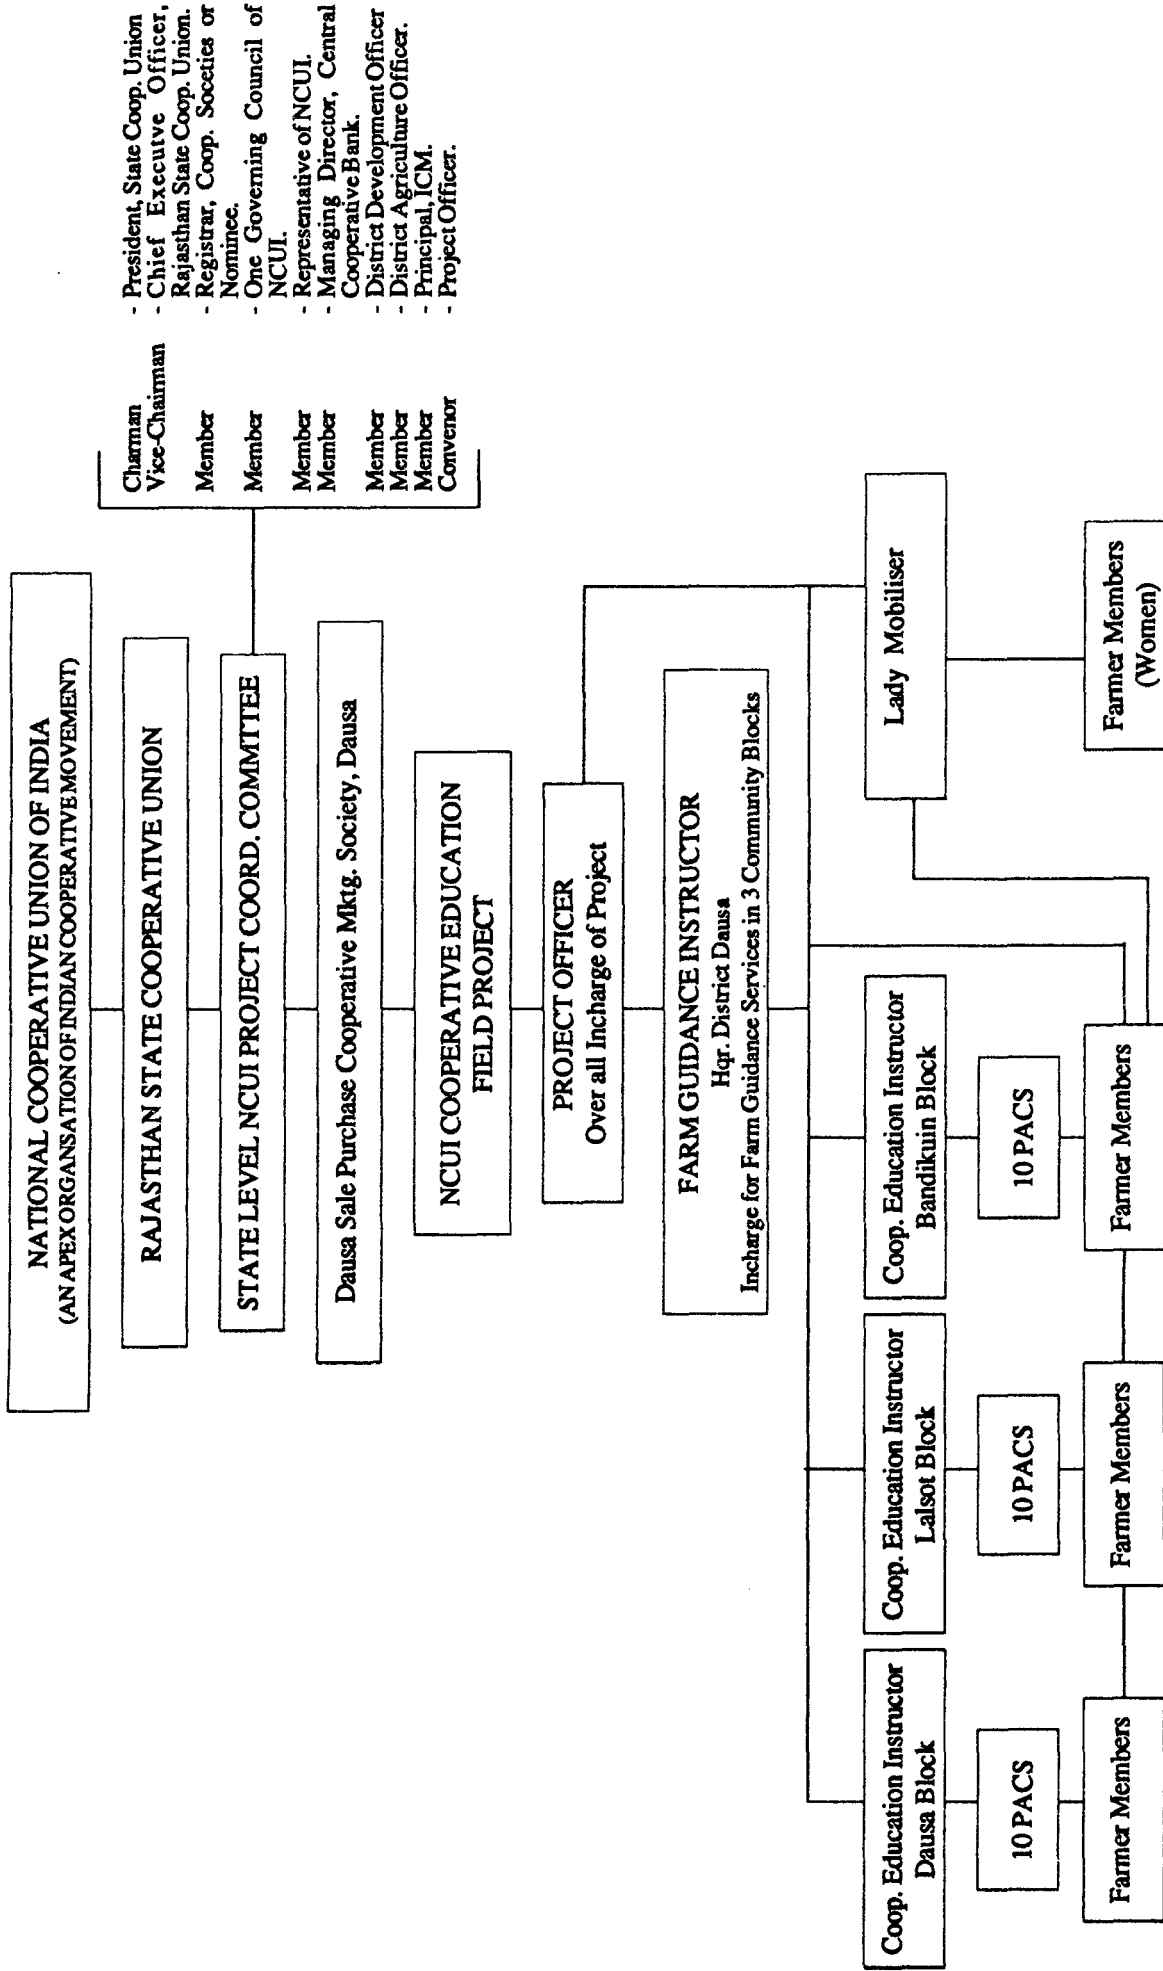 NATIONAL COOPERATIVE UNION OF INDIA
(AN APEX ORGANSATION OF INDIAN COOPERATIVE MOVEMENT)
RAJASTHAN STATE COOPERATIVE UNION
STATE LEVEL NCUI PROJECT COORD. COMMTTEE
Charman - President, State Coop. Union
Vice-Chairman - Chief Executve Officer,
Rajasthan State Coop. Union.
Member - Registrar, Coop. Soceties or
Nominee.
Member - One Governing Council of
NCUI.
Member - Representative of NCUI.
Member - Managing Director, Central
Cooperative Bank.
Member - District Development Officer
Member - District Agriculture Officer.
Member - Principal, ICM.
Convenor - Project Officer.
Dausa Sale Purchase Cooperative Mktg. Society, Dausa
NCUI COOPERATIVE EDUCATION
FIELD PROJECT
PROJECT OFFICER
Over all Incharge of Project
FARM GUIDANCE INSTRUCTOR
Hqr. District Dausa
Incharge for Farm Guidance Services in 3 Community Blocks
Coop. Education Instructor
Dausa Block
Coop. Education Instructor
Lalsot Block
Coop. Education Instructor
Bandikuin Block
Lady Mobiliser
10 PACS
10 PACS
10 PACS
Farmer Members
Farmer Members
Farmer Members
Farmer Members
(Women)